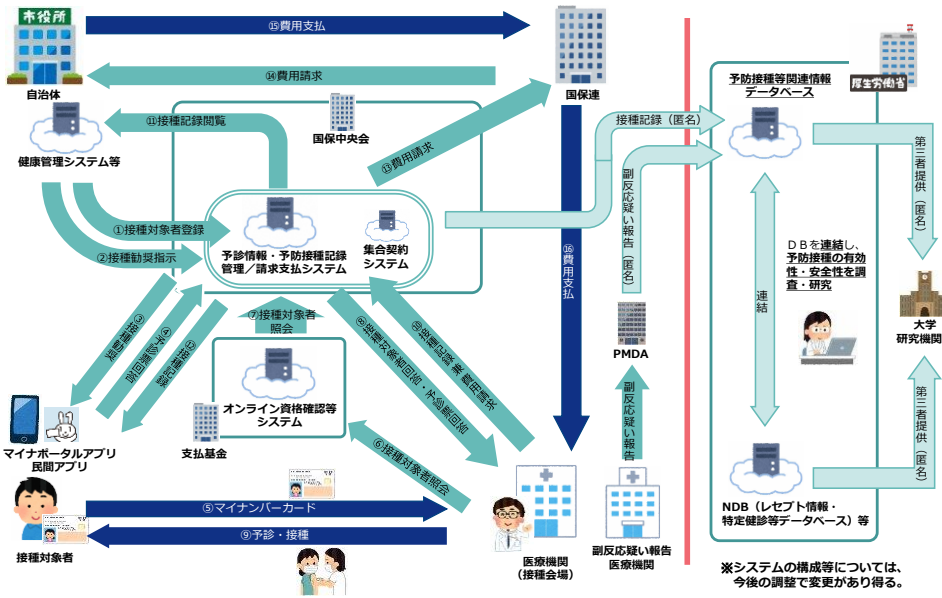 市役所
自治体
⑮費用支払
⑭費用請求
国保連
健康管理システム等
⑪接種記録閲覧
国保中央会
⑬費用請求
①接種対象者登録
②接種勧奨指示
予診情報・予防接種記録
管理／請求支払システム
集合契約
システム
③接種勧奨
④予診票回答
⑫接種記録
⑦接種対象者
照会
⑧接種対象者回答・予診票回答
⑩接種記録兼費用請求
⑯費用支払
オンライン資格確認等
システム
支払基金
⑥接種対象者照会
マイナポータルアプリ
民間アプリ
⑤マイナンバーカード
⑨予診・接種
接種対象者
医療機関
（接種会場）
副反応疑い報告
医療機関
副反応疑い報告
PMDA
副反応疑い報告（匿名）
接種記録（匿名）
予防接種等関連情報
データベース
厚生労働省
第三者提供（匿名）
ＤＢを連結し、
予防接種の有効
性・安全性を調
査・研究
連結
大学
研究機関
第三者提供（匿名）
NDB（レセプト情報・
特定健診等データベース）等
※システムの構成等については、
今後の調整で変更があり得る。